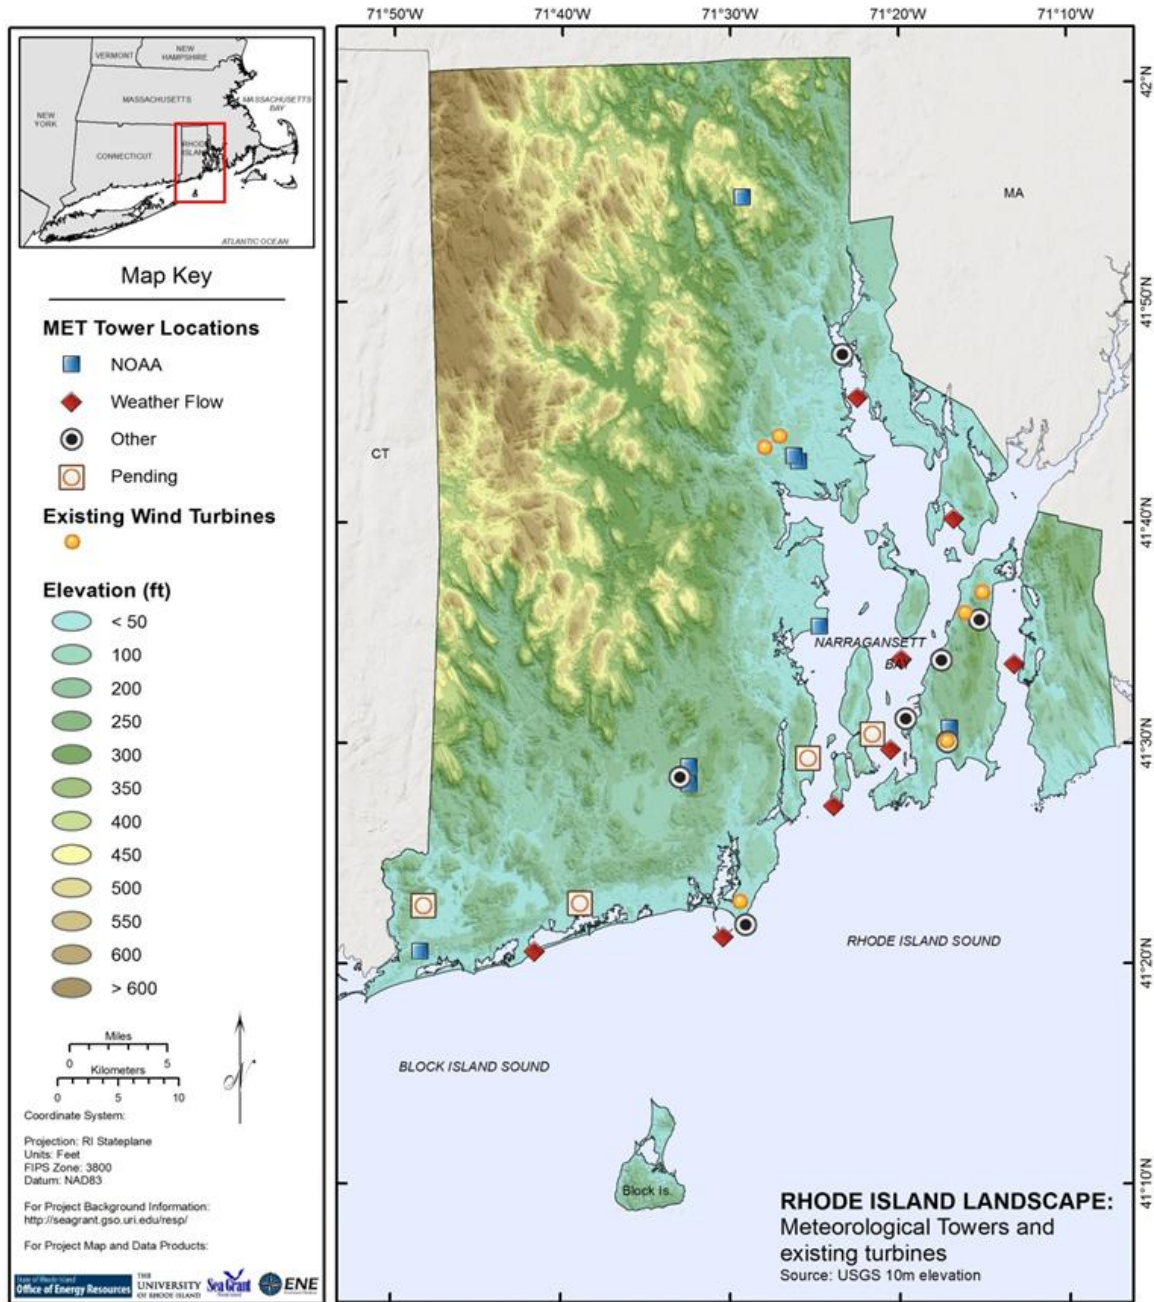 71°50'W
71°40'W
71°30'W
71°20'W
71°10'W
VERMONT
NEW
HAMPSHIRE
MASSACHUSETTS
MASSACHUSETTS
BAY
NEW
YORK
CONNECTICUT
RHODE
ISLAND
ATLANTIC OCEAN
Map Key
MET Tower Locations
NOAA
Weather Flow
Other
Pending
Existing Wind Turbines
Elevation (ft)
< 50
100
200
250
300
350
400
450
500
550
600
> 600
Miles
0 5
Kilometers
0 5 10
Coordinate System:
Projection: RI Stateplane
Units: Feet
FIPS Zone: 3800
Datum: NAD83
For Project Background Information:
http://seagrant.gso.uri.edu/resp/
For Project Map and Data Products:
State of Rhode Island
Office of Energy Resources
THE
UNIVERSITY
OF RHODE ISLAND
Sea Grant
Rhode Island
ENE
42°N
MA
41°50'N
CT
41°40'N
NARRAGANSETT
BAY
41°30'N
RHODE ISLAND SOUND
41°20'N
BLOCK ISLAND SOUND
41°10'N
Block Is.
RHODE ISLAND LANDSCAPE:
Meteorological Towers and
existing turbines
Source: USGS 10m elevation